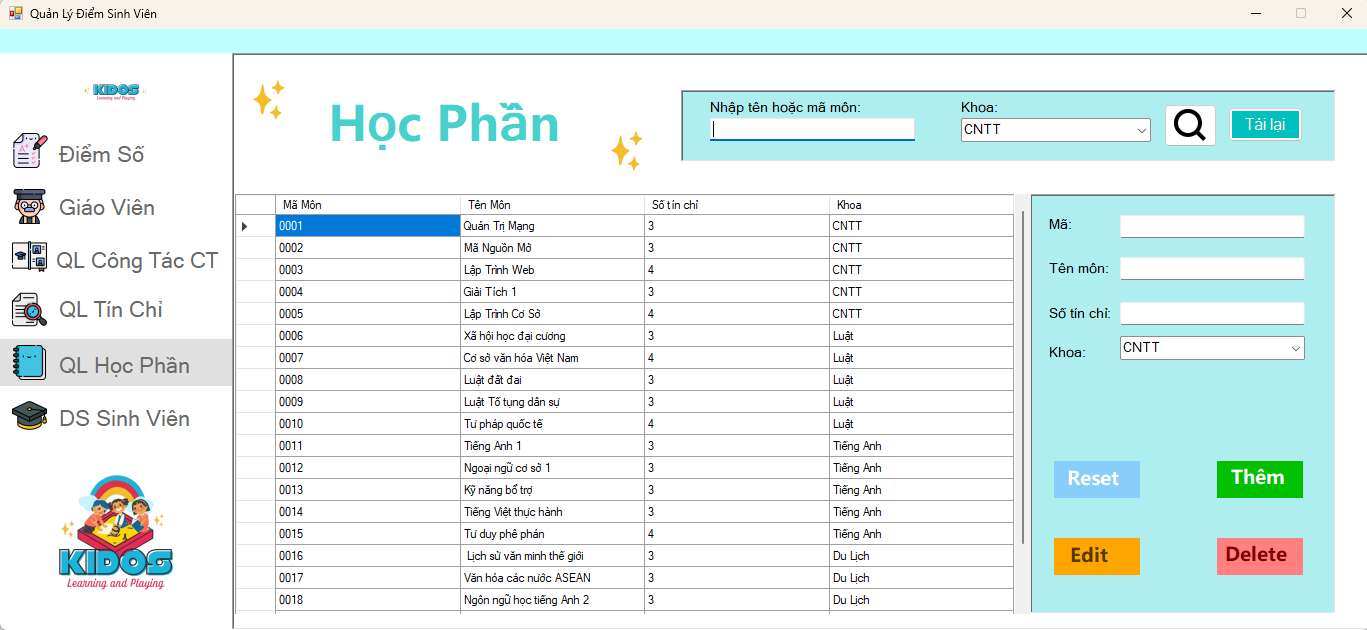 Quản Lý Điểm Sinh Viên
KIDOS
Learning and Playing
Điểm Số
Giáo Viên
QL Công Tác CT
QL Tín Chỉ
QL Học Phần
DS Sinh Viên
KIDOS
Learning and Playing
Học Phần
Nhập tên hoặc mã môn:
Khoa:
CNTT
Tải lại
Mã Môn Tên Môn Số tín chỉ Khoa
0001 Quản Trị Mạng 3 CNTT
0002 Mã Nguồn Mở 3 CNTT
0003 Lập Trình Web 4 CNTT
0004 Giải Tích 1 3 CNTT
0005 Lập Trình Cơ Sở 4 CNTT
0006 Xã hội học đại cương 3 Luật
0007 Cơ sở văn hóa Việt Nam 4 Luật
0008 Luật đất đai 3 Luật
0009 Luật Tố tụng dân sự 3 Luật
0010 Tư pháp quốc tế 4 Luật
0011 Tiếng Anh 1 3 Tiếng Anh
0012 Ngoại ngữ cơ sở 1 3 Tiếng Anh
0013 Kỹ năng bổ trợ 3 Tiếng Anh
0014 Tiếng Việt thực hành 3 Tiếng Anh
0015 Tư duy phê phán 4 Tiếng Anh
0016 Lịch sử văn minh thế giới 3 Du Lịch
0017 Văn hóa các nước ASEAN 3 Du Lịch
0018 Ngôn ngữ học tiếng Anh 2 3 Du Lịch
Mã:
Tên môn:
Số tín chỉ:
Khoa: CNTT
Reset Thêm
Edit Delete